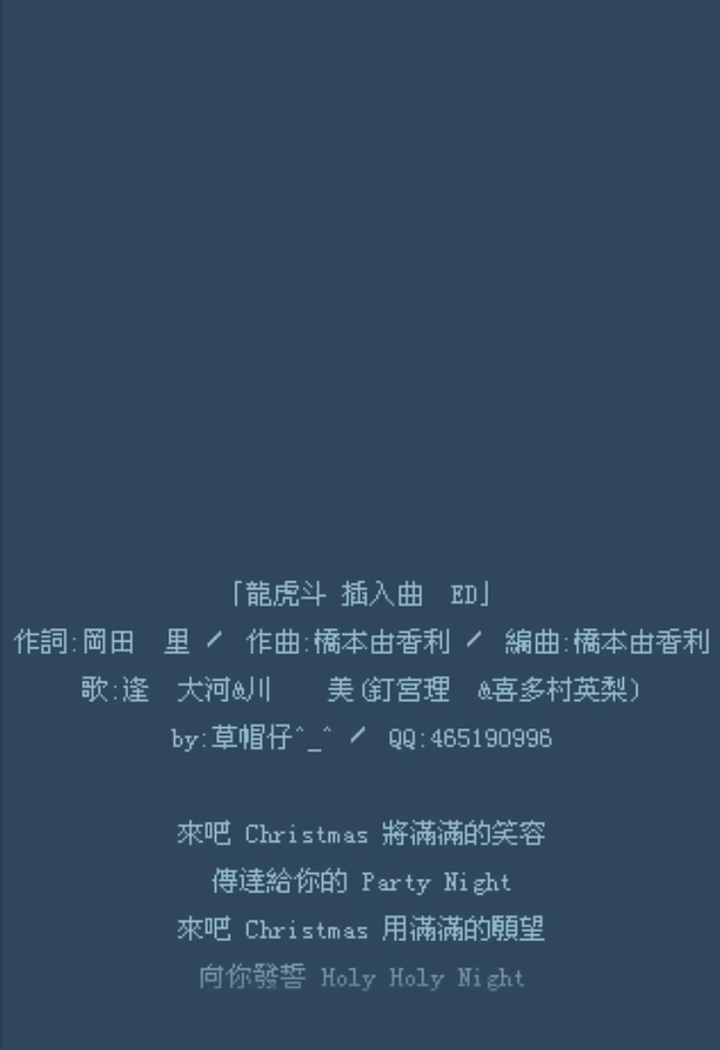 「龍虎斗 插入曲 ED」
作詞:岡田 里 / 作曲:橋本由香利 / 編曲:橋本由香利
歌:逢 大河&川 美(釘宮理 &喜多村英梨)
by:草帽仔^_^ / QQ:465190996
來吧 Christmas 將滿滿的笑容
傳達給你的 Party Night
來吧 Christmas 用滿滿的願望
向你發誓 Holy Holy Night